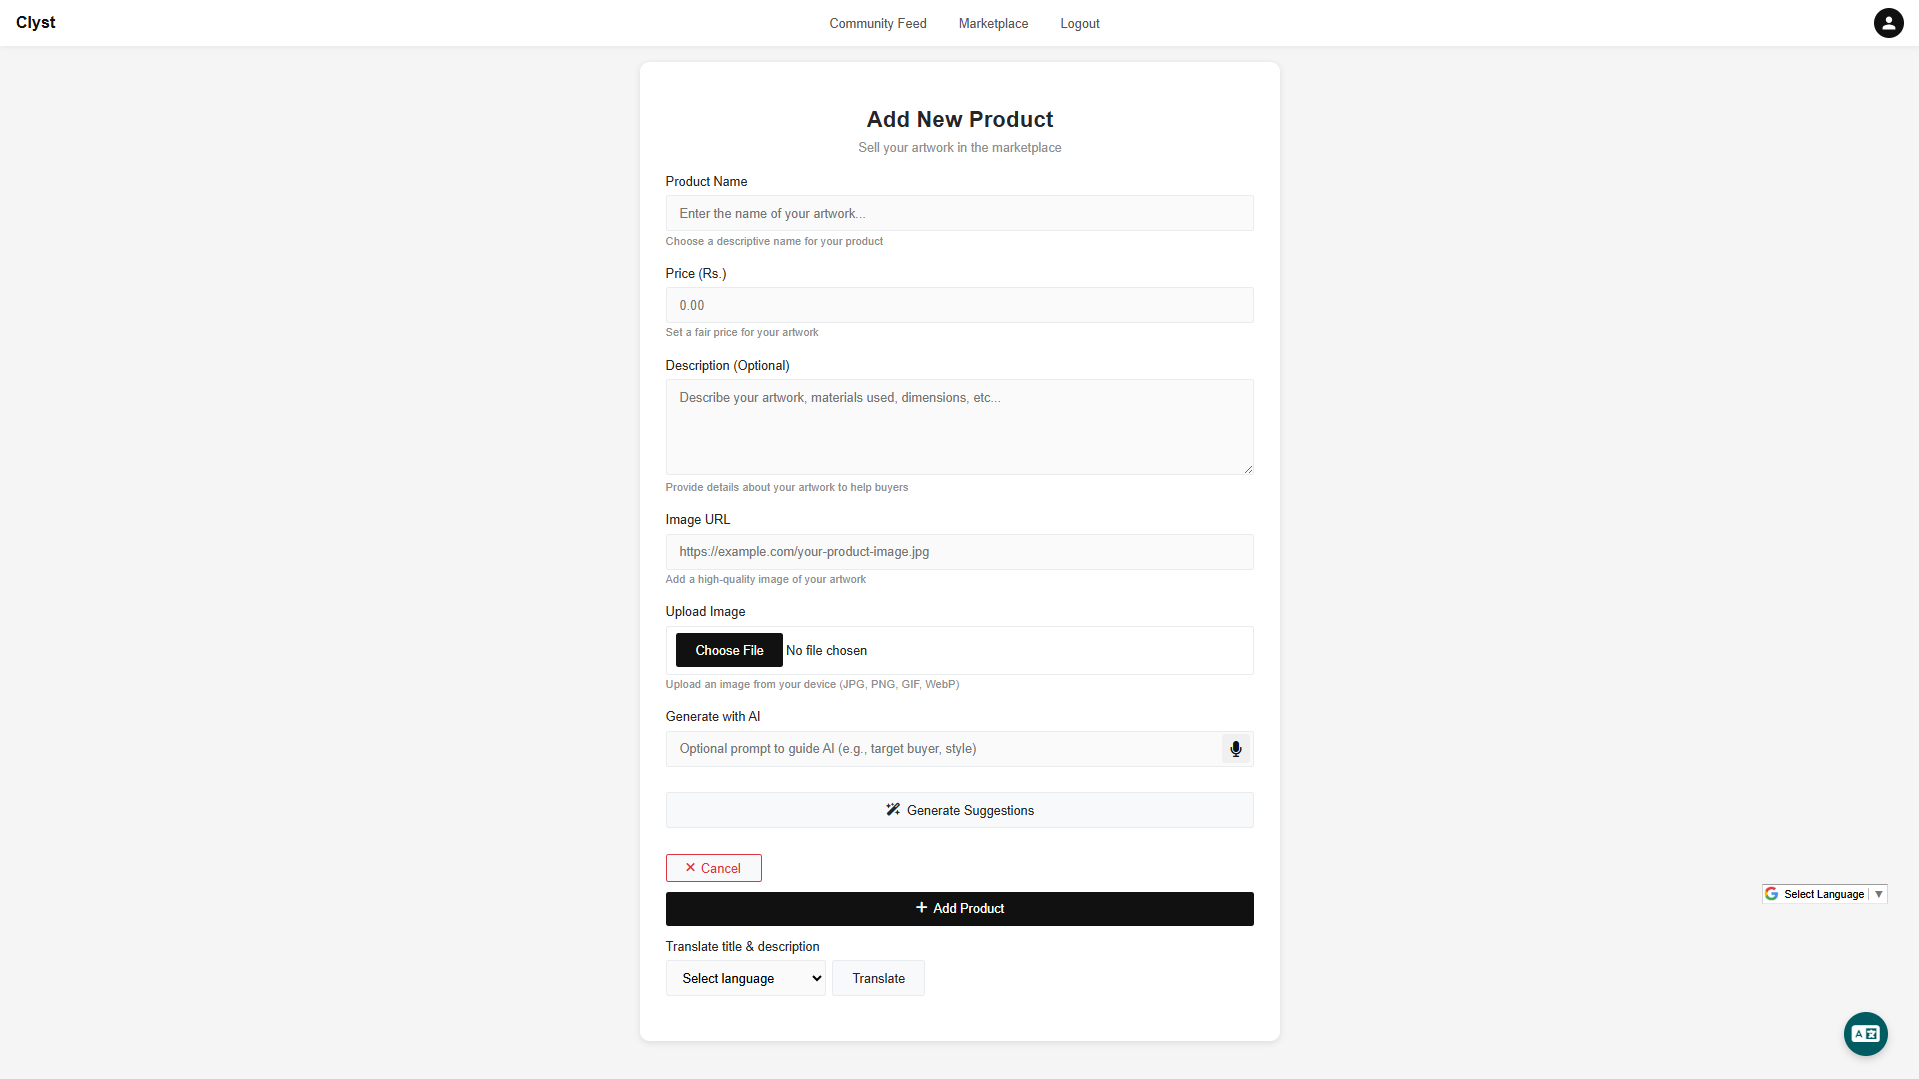 Clyst
Community Feed
Marketplace
Logout
Add New Product
Sell your artwork in the marketplace
Product Name
Enter the name of your artwork...
Choose a descriptive name for your product
Price (Rs.)
0.00
Set a fair price for your artwork
Description (Optional)
Describe your artwork, materials used, dimensions, etc...
Provide details about your artwork to help buyers
Image URL
https://example.com/your-product-image.jpg
Add a high-quality image of your artwork
Upload Image
Choose File No file chosen
Upload an image from your device (JPG, PNG, GIF, WebP)
Generate with AI
Optional prompt to guide AI (e.g., target buyer, style)
Generate Suggestions
Cancel
Select Language
Add Product
Translate title & description
Select language
Translate